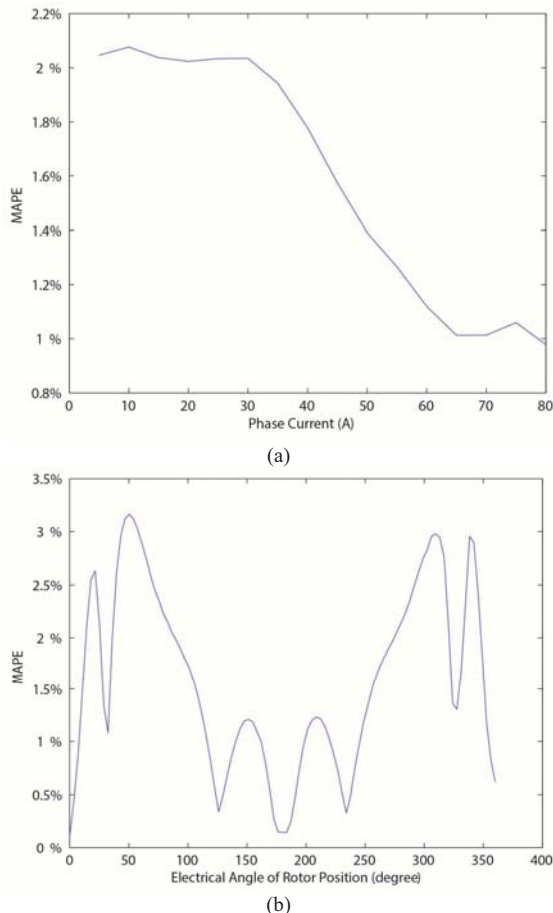 2.2%
2 %
1.8%
1.6%
1.4%
1.2%
1 %
0.8%
MAPE
0 10 20 30 40 50 60 70 80
Phase Current (A)
(a)
3.5%
3 %
2.5%
2 %
1.5%
1 %
0.5%
0 %
MAPE
0 50 100 150 200 250 300 350 400
Electrical Angle of Rotor Position (degree)
(b)